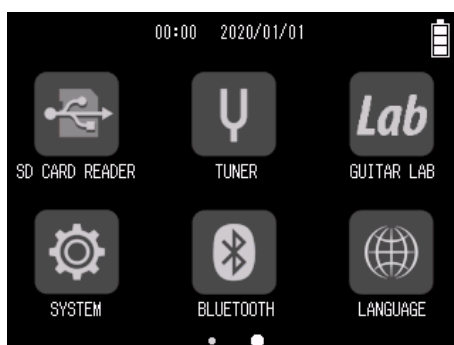 00:00 2020/01/01
Lab
SD CARD READER TUNER GUITAR LAB
SYSTEM BLUETOOTH LANGUAGE